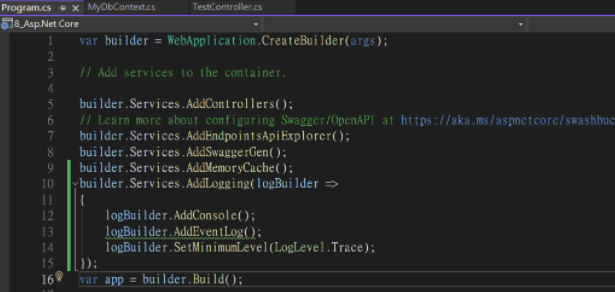 Program.cs MyDbContext.cs TestController.cs
8_Asp.Net Core
1 var builder = WebApplication.CreateBuilder(args);
2
3 // Add services to the container.
4
5 builder.Services.AddControllers();
6 // Learn more about configuring Swagger/OpenAPI at https://aka.ms/aspnetcore/swashbuc
7 builder.Services.AddEndpointsApiExplorer();
8 builder.Services.AddSwaggerGen();
9 builder.Services.AddMemoryCache();
10 builder.Services.AddLogging(logBuilder =>
11 {
12 logBuilder.AddConsole();
13 logBuilder.AddEventLog();
14 logBuilder.SetMinimumLevel(LogLevel.Trace);
15 });
16 var app = builder.Build();